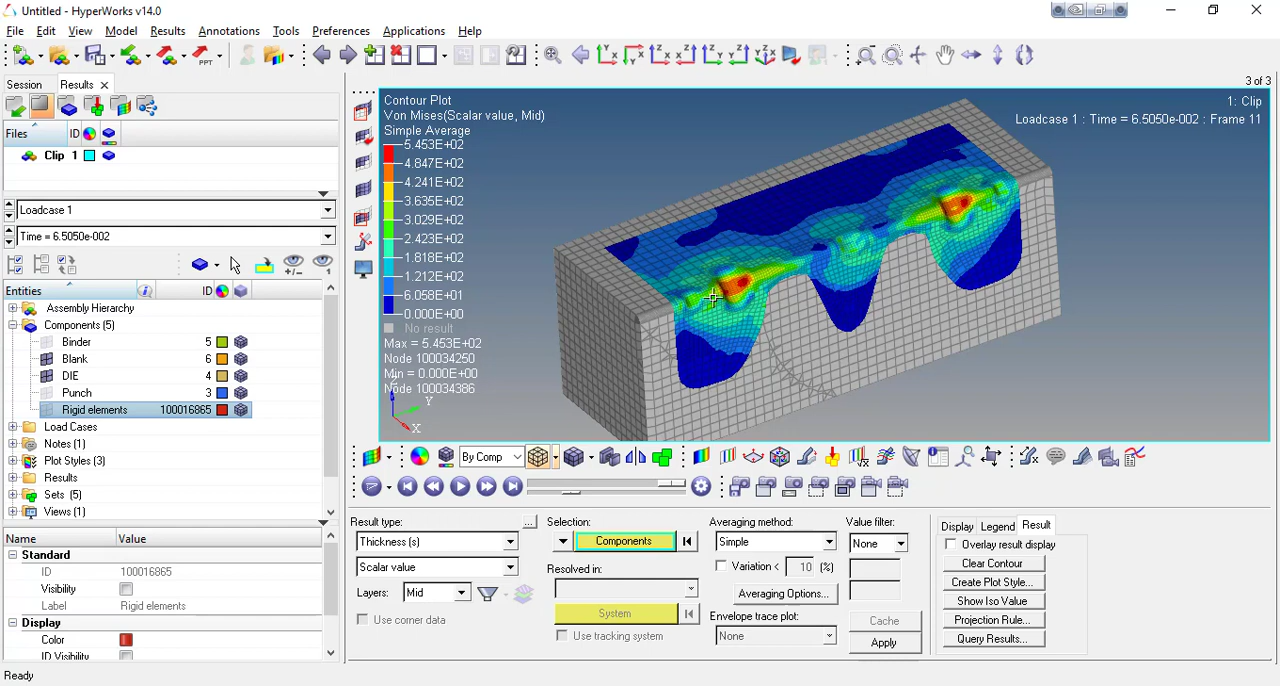 Untitled - HyperWorks v14.0
File Edit View Model Results Annotations Tools Preferences Applications Help
PPT
3 of 3
Session Results
Files ID
Clip 1
Loadcase 1
Time = 6.5050e-002
Entities ID
Assembly Hierarchy
Components (5)
Binder 5
Blank 6
DIE 4
Punch 3
Rigid elements 100016865
Load Cases
Notes (1)
Plot Styles (3)
Results
Sets (5)
Views (1)
Name Value
Standard
ID 100016865
Visibility
Label Rigid elements
Display
Color
ID Visibility
Contour Plot
Von Mises(Scalar value, Mid)
Simple Average
5.453E+02
4.847E+02
4.241E+02
3.635E+02
3.029E+02
2.423E+02
1.818E+02
1.212E+02
6.058E+01
0.000E+00
No result
Max = 5.453E+02
Node 100034250
Min = 0.000E+00
Node 100034386
Y
X
1: Clip
Loadcase 1 : Time = 6.5050e-002 : Frame 11
By Comp
Result type: ...
Thickness (s)
Scalar value
Layers: Mid
Use corner data
Selection:
Components
Resolved in:
System
Use tracking system
Averaging method:
Simple
Variation < 10 (%)
Averaging Options...
Envelope trace plot:
None
Value filter:
None
Cache
Apply
Display Legend Result
Overlay result display
Clear Contour
Create Plot Style...
Show Iso Value
Projection Rule...
Query Results...
Ready